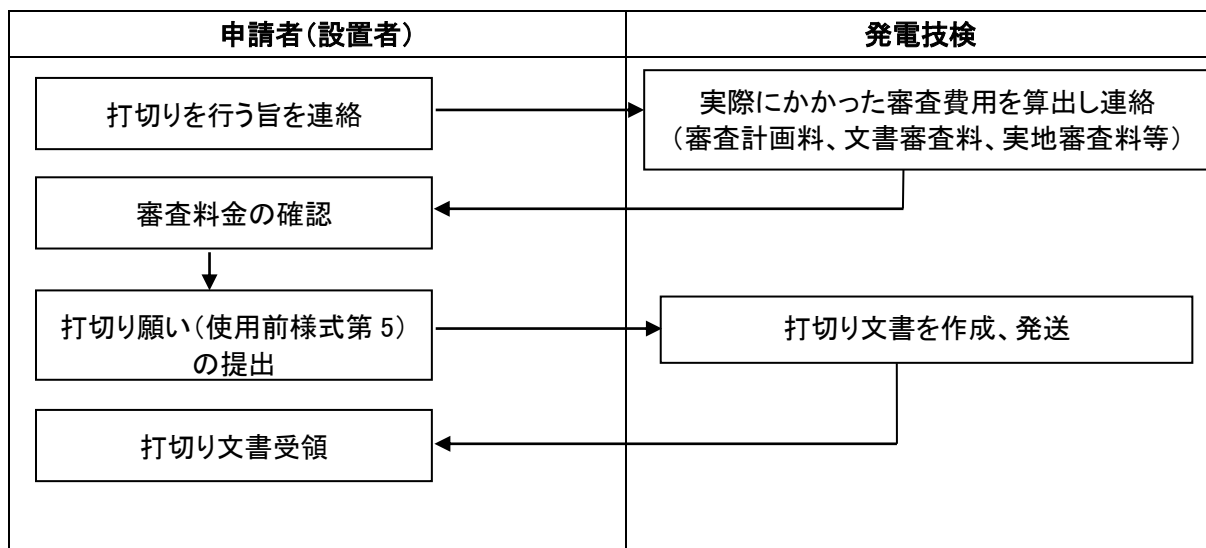 申請者(設置者)
発電技検
打切りを行う旨を連絡
実際にかかった審査費用を算出し連絡
(審査計画料、文書審査料、実地審査料等)
審査料金の確認
打切り願い(使用前様式第 5)
の提出
打切り文書を作成、発送
打切り文書受領